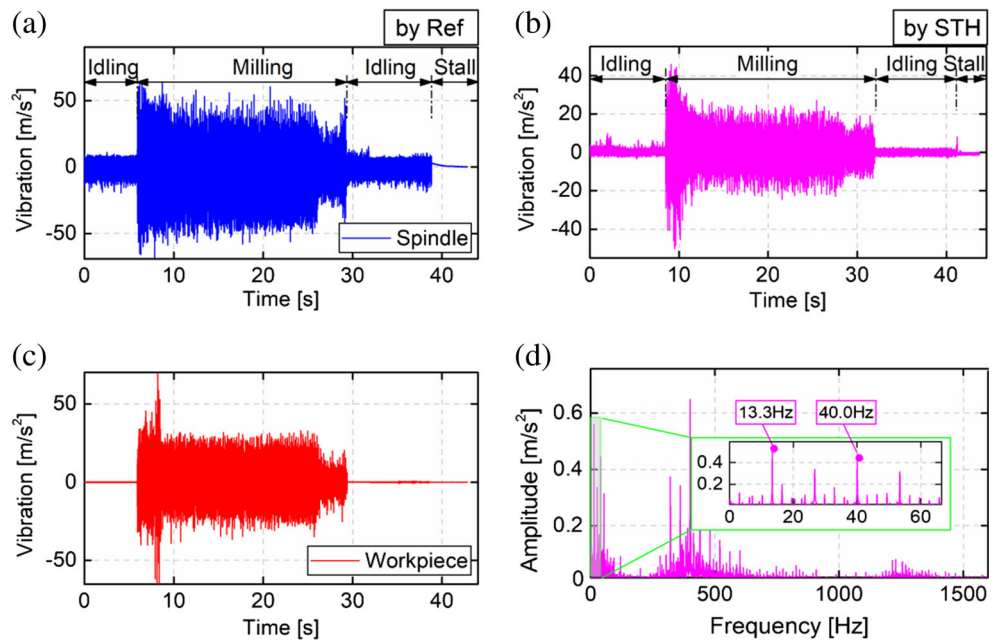 (a)
by Ref
Idling Milling Idling Stall
Vibration [m/s²]
50
0
-50
Spindle
0 10 20 30 40
Time [s]
(b)
by STH
Idling Milling Idling Stall
Vibration [m/s²]
40
20
0
-20
-40
0 10 20 30 40
Time [s]
(c)
Vibration [m/s²]
50
0
-50
Workpiece
0 10 20 30 40
Time [s]
(d)
Amplitude [m/s²]
0.6
0.4
0.2
0
13.3Hz 40.0Hz
0.4
0.2
0 20 40 60
0 500 1000 1500
Frequency [Hz]